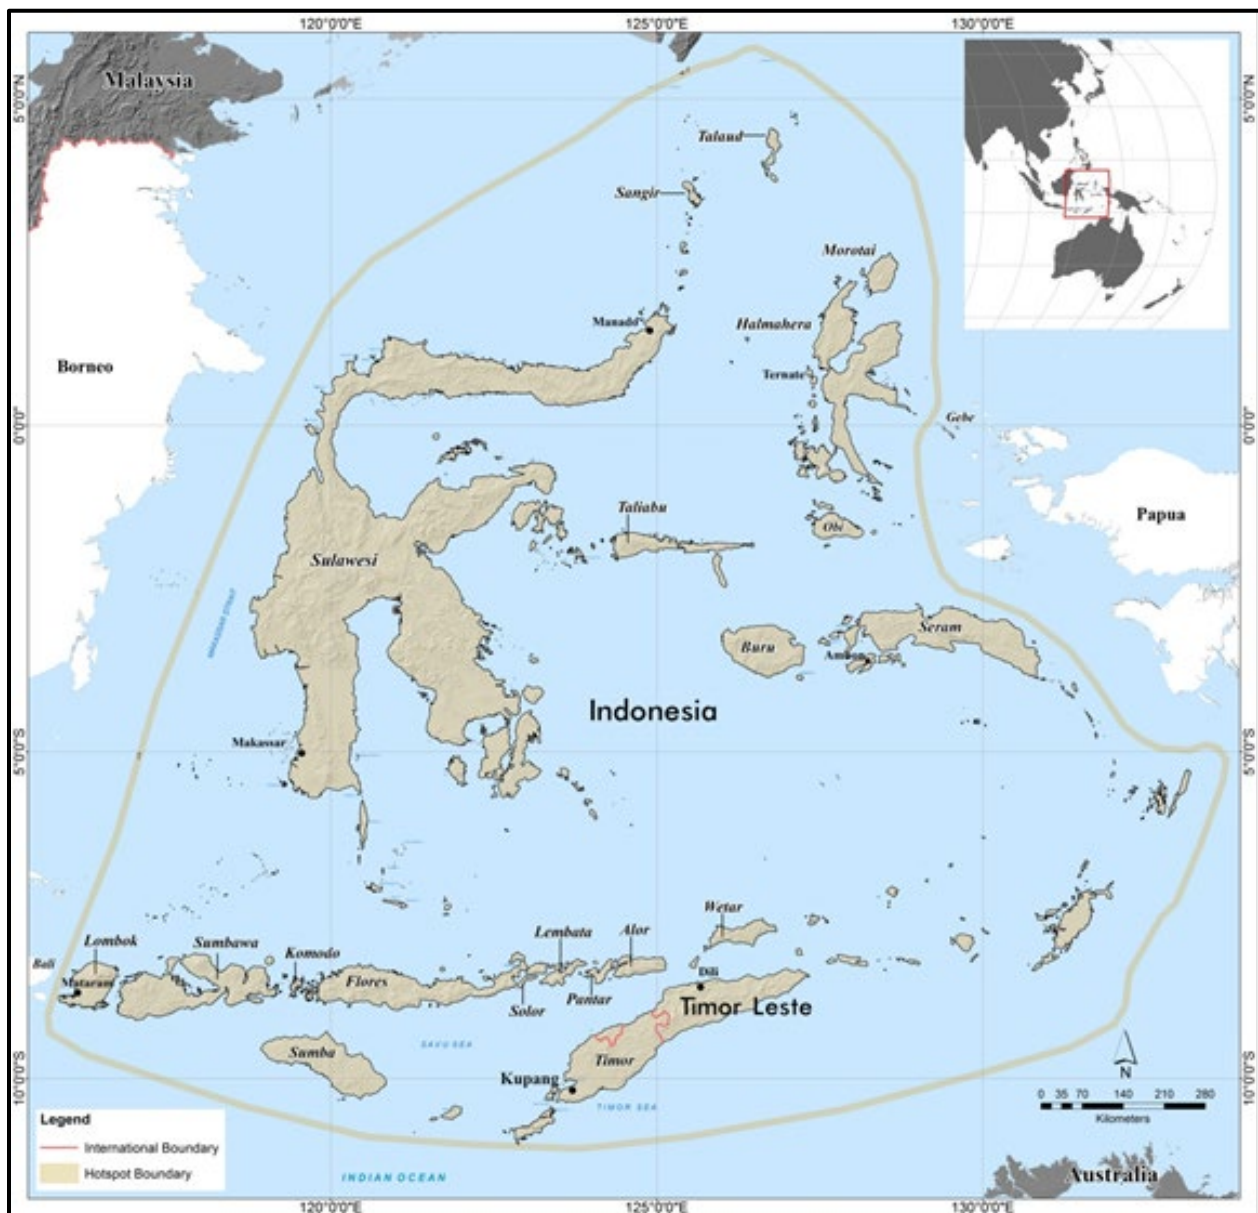 120°0'0"E
125°0'0"E
130°0'0"E
Malaysia
5°0'0"N
5°0'0"N
Talaud
Sangir
Morotai
Manado
Halmahera
Borneo
Ternate
0°0'0"
0°0'0"
Gebe
Taliabu
Papua
Obi
Sulawesi
MAKASSAR STRAIT
Seram
Buru
Ambon
Indonesia
Makassar
5°0'0"S
5°0'0"S
Wetar
Lembata
Alor
Lombok
Sumbawa
Komodo
Bali
Mataram
Flores
Dili
Solor
Pantar
Timor Leste
SAVU SEA
Sumba
Timor
Kupang
10°0'0"S
10°0'0"S
TIMOR SEA
N
0 35 70 140 210 280
Kilometers
Legend
International Boundary
Hotspot Boundary
INDIAN OCEAN
Australia
120°0'0"E
125°0'0"E
130°0'0"E